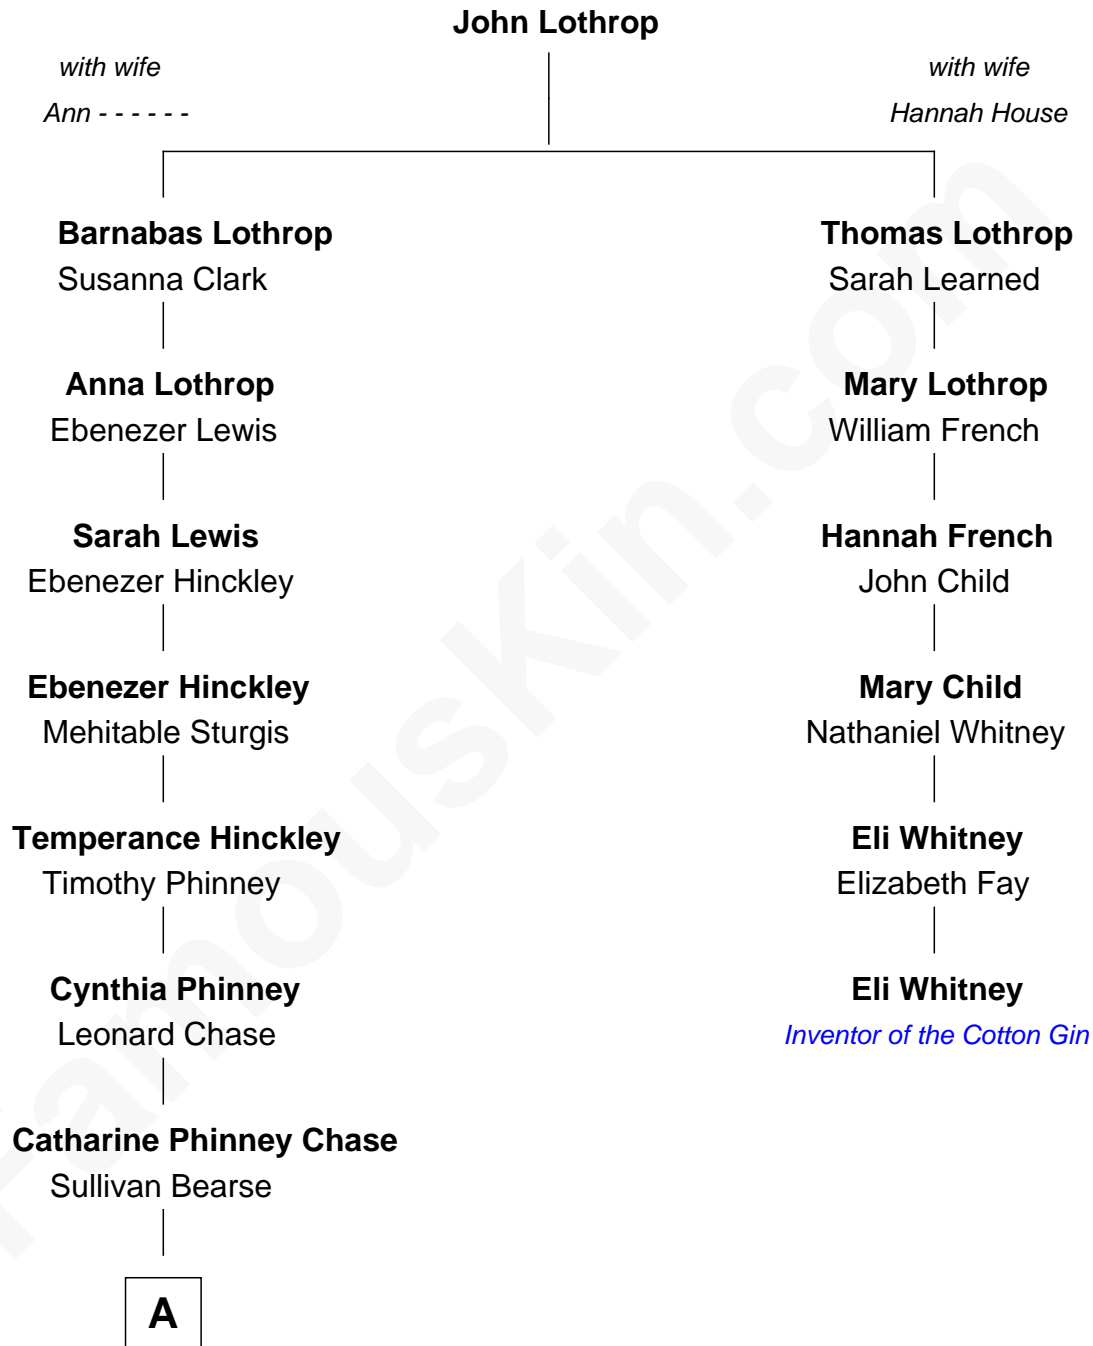 John Lothrop
with wife
Ann - - - - - -
with wife
Hannah House
Barnabas Lothrop
Susanna Clark
Thomas Lothrop
Sarah Learned
Anna Lothrop
Ebenezer Lewis
Mary Lothrop
William French
Sarah Lewis
Ebenezer Hinckley
Hannah French
John Child
Ebenezer Hinckley
Mehitable Sturgis
Mary Child
Nathaniel Whitney
Temperance Hinckley
Timothy Phinney
Eli Whitney
Elizabeth Fay
Cynthia Phinney
Leonard Chase
Eli Whitney
Inventor of the Cotton Gin
Catharine Phinney Chase
Sullivan Bearse
A
FamousKin.com